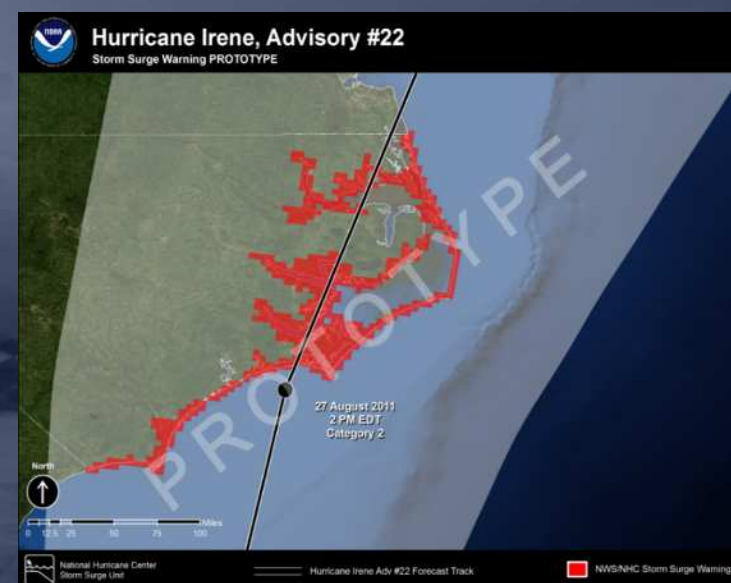 NOAA
Hurricane Irene, Advisory #22
Storm Surge Warning PROTOTYPE
PROTOTYPE
27 August 2011
2 PM EDT
Category 2
North
0 12.5 25 50 75 100 Miles
National Hurricane Center
Storm Surge Unit
Hurricane Irene Adv #22 Forecast Track
NWS/NHC Storm Surge Warning